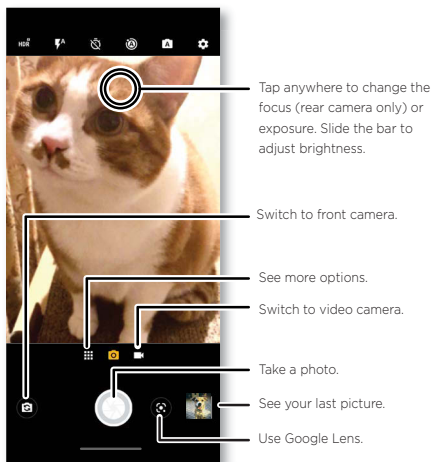 HDR
A
A
Tap anywhere to change the
focus (rear camera only) or
exposure. Slide the bar to
adjust brightness.
Switch to front camera.
See more options.
Switch to video camera.
Take a photo.
See your last picture.
Use Google Lens.